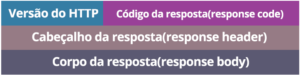 Versão do HTTP Código da resposta(response code)
Cabeçalho da resposta(response header)
Corpo da resposta(response body)